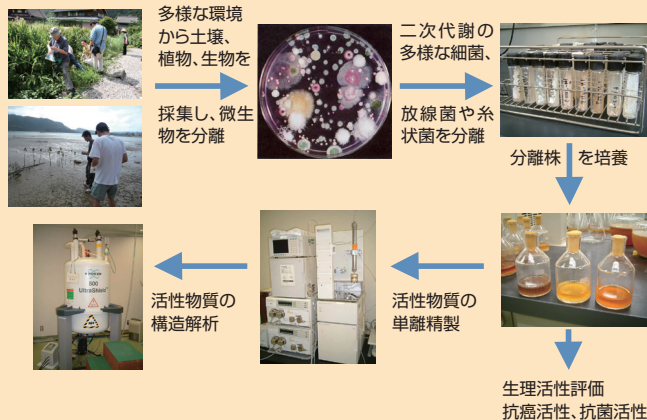 多様な環境
から土壌、
植物、生物を
採集し、微生
物を分離
二次代謝の
多様な細菌、
放線菌や糸
状菌を分離
分離株 を培養
600
UltraShield
活性物質の
構造解析
活性物質の
単離精製
生理活性評価
抗癌活性、抗菌活性